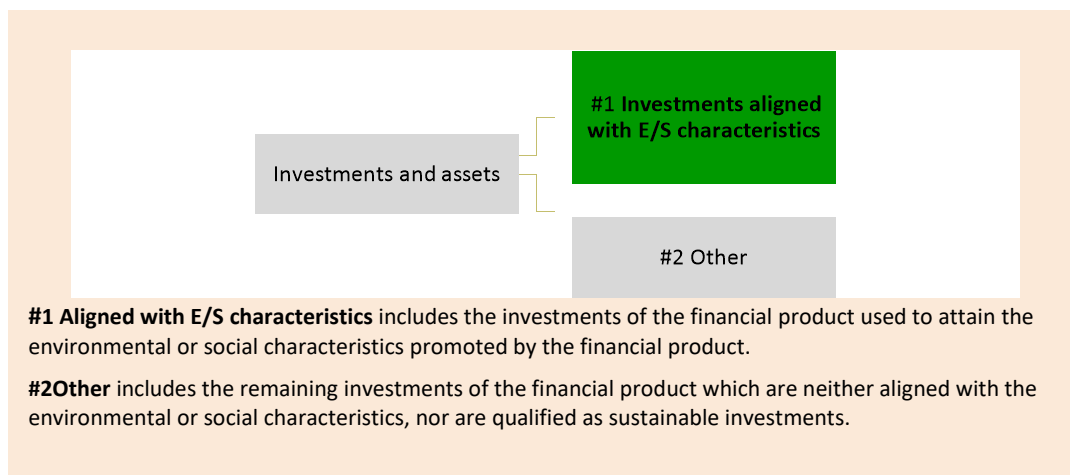 #1 Investments aligned
with E/S characteristics
Investments and assets
#2 Other
#1 Aligned with E/S characteristics includes the investments of the financial product used to attain the
environmental or social characteristics promoted by the financial product.
#2Other includes the remaining investments of the financial product which are neither aligned with the
environmental or social characteristics, nor are qualified as sustainable investments.